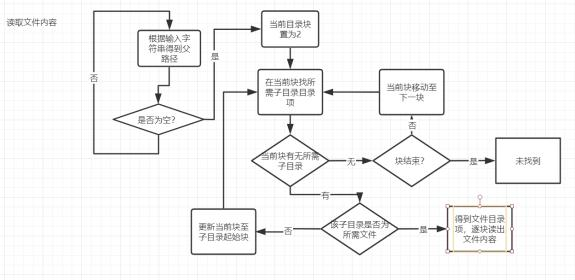 读取文件内容
根据输入字
符串得到父
路径
否
是
是否为空？
当前目录块
置为2
在当前块找所
需子目录目录
项
当前块移动至
下一块
否
当前块有无所需
子目录
无
块结束？
是
未找到
有
更新当前块至
子目录起始块
否
该子目录是否为
所需文件
是
得到文件目录
项，逐块读出
文件内容